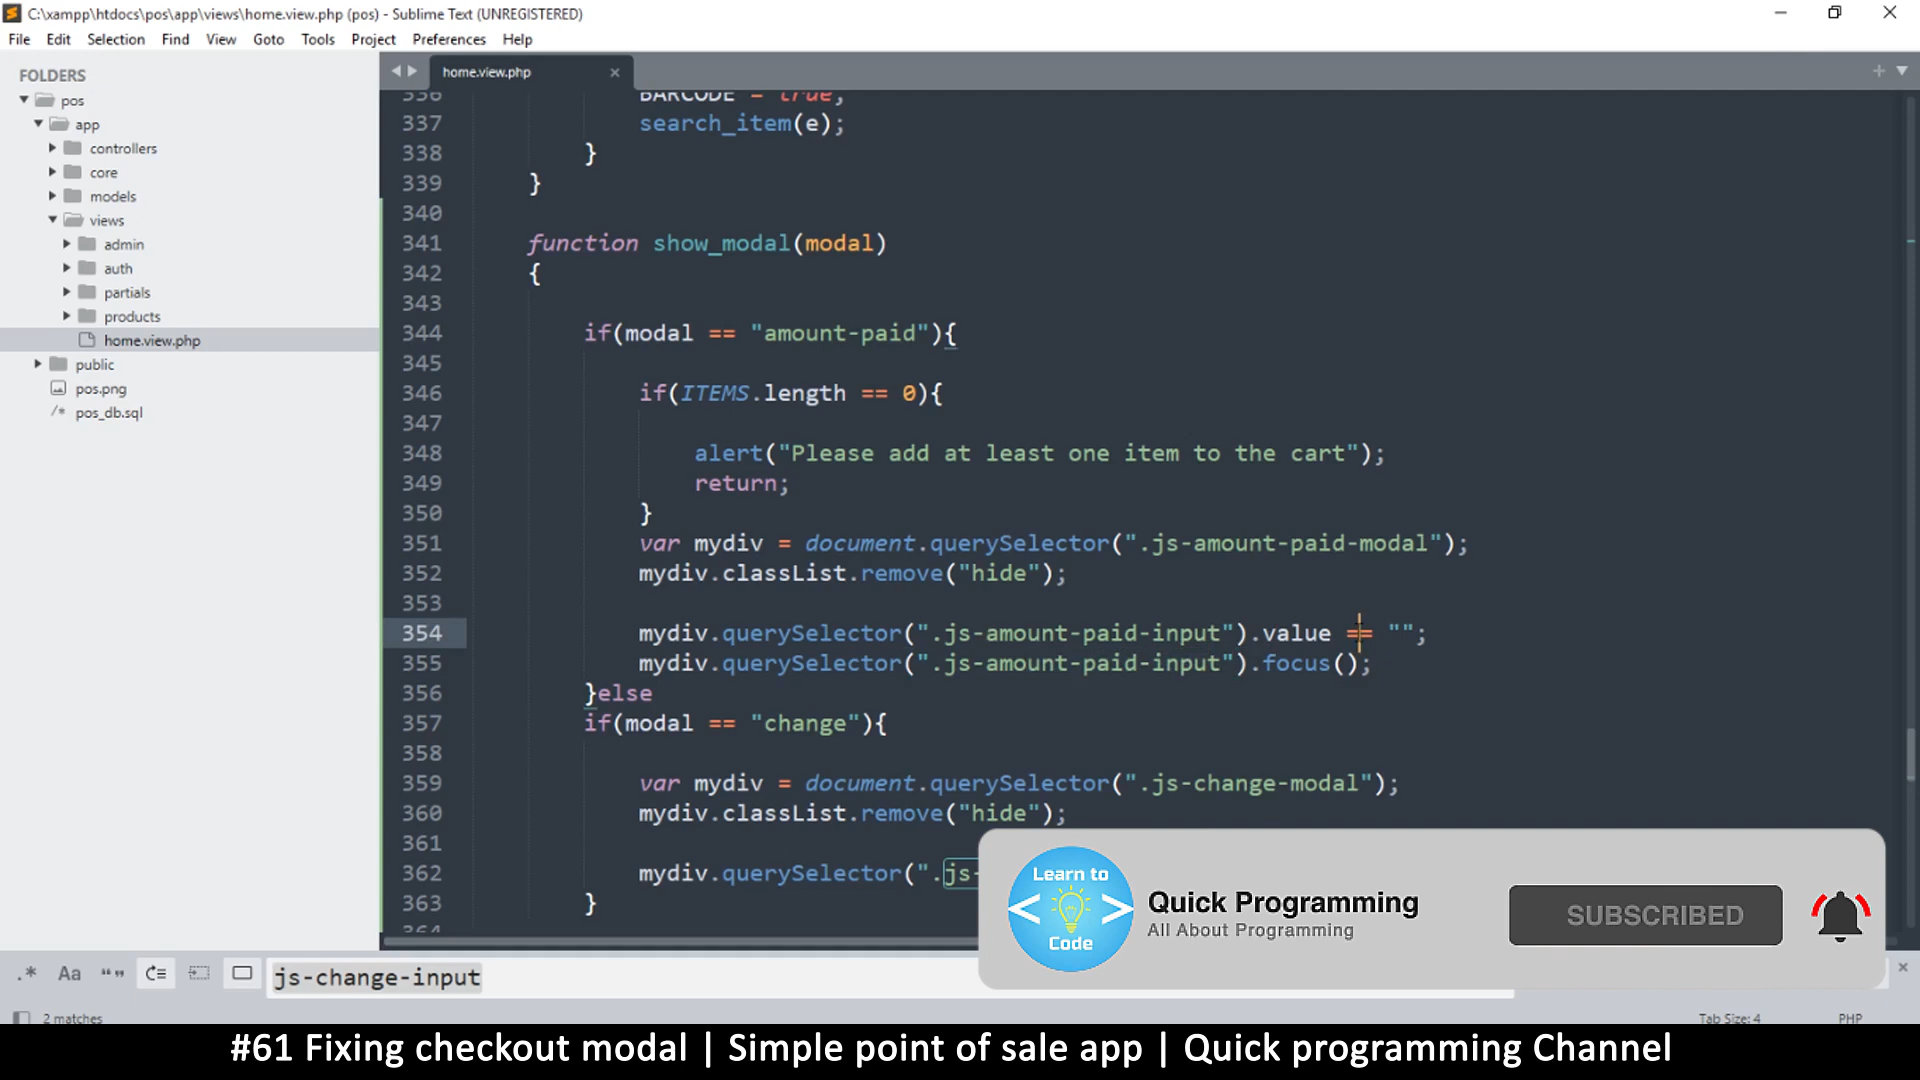 C:\xampp\htdocs\pos\app\views\home.view.php (pos) - Sublime Text (UNREGISTERED)
File Edit Selection Find View Goto Tools Project Preferences Help
FOLDERS
pos
app
controllers
core
models
views
admin
auth
partials
products
home.view.php
public
pos.png
pos_db.sql
home.view.php
336 BARCODE = true;
337 search_item(e);
338 }
339 }
340
341 function show_modal(modal)
342 {
343
344 if(modal == "amount-paid"){
345
346 if(ITEMS.length == 0){
347
348 alert("Please add at least one item to the cart");
349 return;
350 }
351 var mydiv = document.querySelector(".js-amount-paid-modal");
352 mydiv.classList.remove("hide");
353
354 mydiv.querySelector(".js-amount-paid-input").value == "";
355 mydiv.querySelector(".js-amount-paid-input").focus();
356 }else
357 if(modal == "change"){
358
359 var mydiv = document.querySelector(".js-change-modal");
360 mydiv.classList.remove("hide");
361
362 mydiv.querySelector(".js-
363 }
364
Learn to
< >
Code
Quick Programming
All About Programming
SUBSCRIBED
.* Aa “ ”
js-change-input
2 matches
Tab Size: 4 PHP
#61 Fixing checkout modal | Simple point of sale app | Quick programming Channel